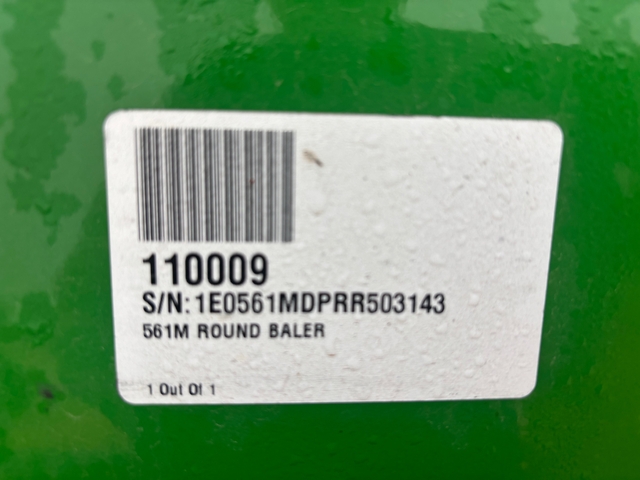 110009
S/N: 1E0561MDPRR503143
561M ROUND BALER
1 Out Of 1